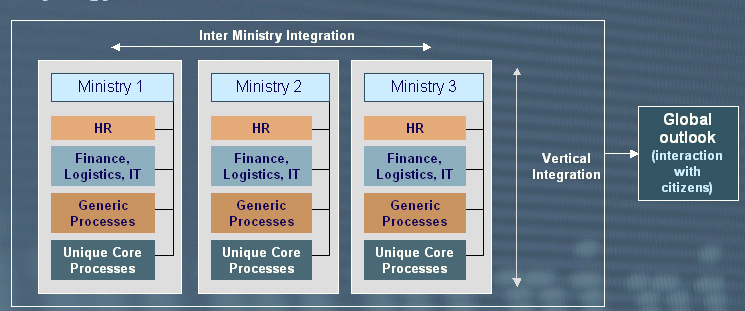 Inter Ministry Integration
Ministry 1
HR
Finance,
Logistics, IT
Generic
Processes
Unique Core
Processes
Ministry 2
HR
Finance,
Logistics, IT
Generic
Processes
Unique Core
Processes
Ministry 3
HR
Finance,
Logistics, IT
Generic
Processes
Unique Core
Processes
Vertical
Integration
Global
outlook
(interaction
with
citizens)